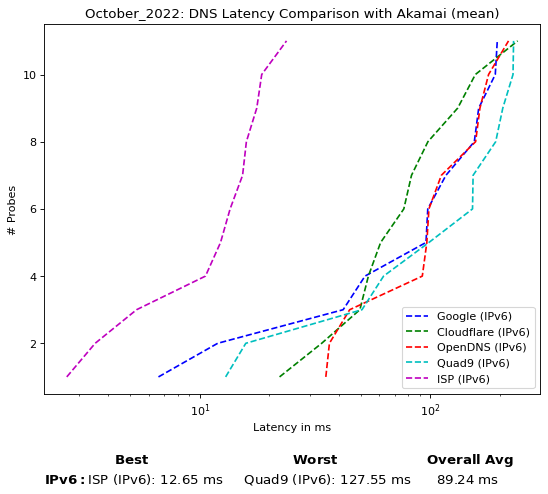 October_2022: DNS Latency Comparison with Akamai (mean)
10
8
6
4
2
# Probes
Google (IPv6)
Cloudflare (IPv6)
OpenDNS (IPv6)
Quad9 (IPv6)
ISP (IPv6)
10¹ 10²
Latency in ms
Best Worst Overall Avg
IPv6: ISP (IPv6): 12.65 ms Quad9 (IPv6): 127.55 ms 89.24 ms